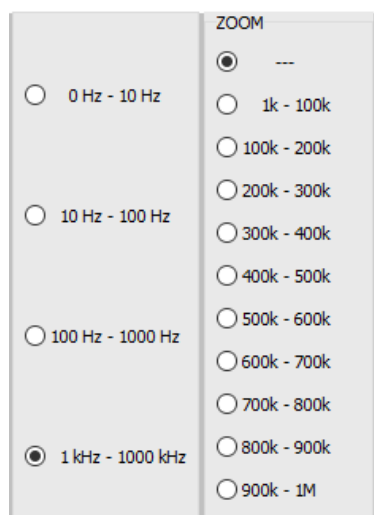 0 Hz - 10 Hz
10 Hz - 100 Hz
100 Hz - 1000 Hz
1 kHz - 1000 kHz
ZOOM
---
1k - 100k
100k - 200k
200k - 300k
300k - 400k
400k - 500k
500k - 600k
600k - 700k
700k - 800k
800k - 900k
900k - 1M